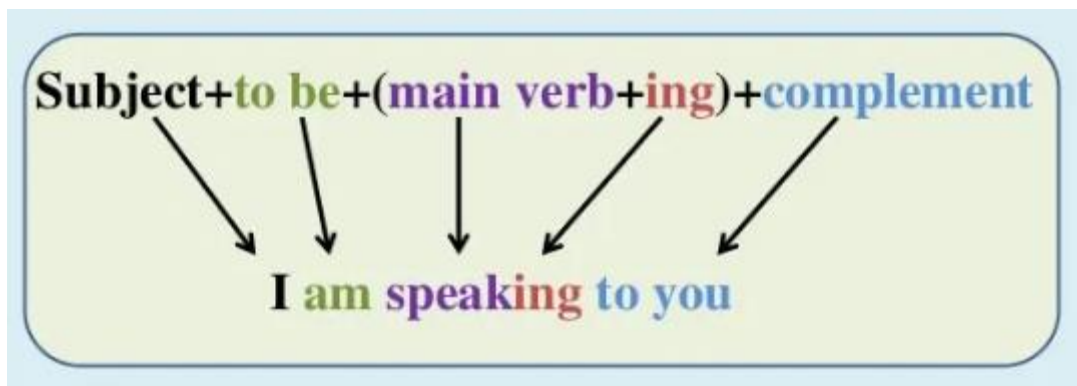 Subject+to be+(main verb+ing)+complement
I am speaking to you